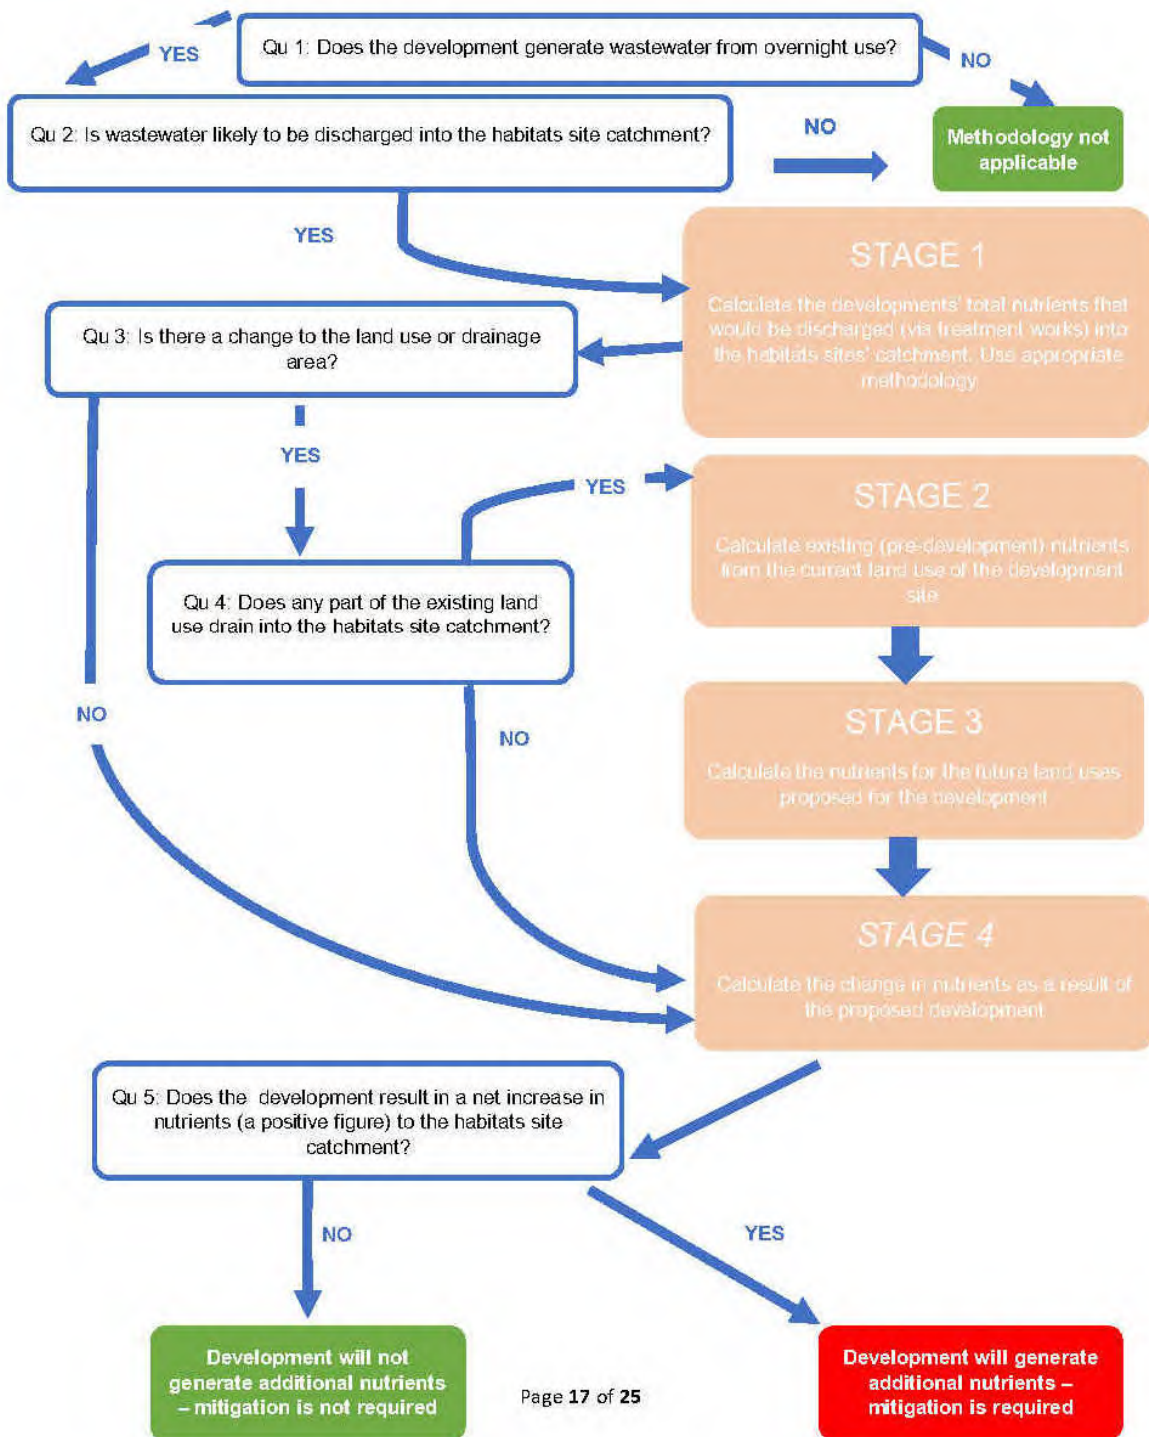 Qu 1: Does the development generate wastewater from overnight use?
YES
NO
Qu 2: Is wastewater likely to be discharged into the habitats site catchment?
NO
Methodology not
applicable
YES
STAGE 1
Calculate the developments' total nutrients that
would be discharged (via treatment works) into
the habitats sites' catchment. Use appropriate
methodology
Qu 3: Is there a change to the land use or drainage
area?
YES
YES
STAGE 2
Calculate existing (pre-development) nutrients
from the current land use of the development
site
Qu 4: Does any part of the existing land
use drain into the habitats site catchment?
NO
NO
STAGE 3
Calculate the nutrients for the future land uses
proposed for the development
STAGE 4
Calculate the change in nutrients as a result of
the proposed development
Qu 5: Does the development result in a net increase in
nutrients (a positive figure) to the habitats site
catchment?
NO
YES
Development will not
generate additional nutrients
– mitigation is not required
Page 17 of 25
Development will generate
additional nutrients –
mitigation is required